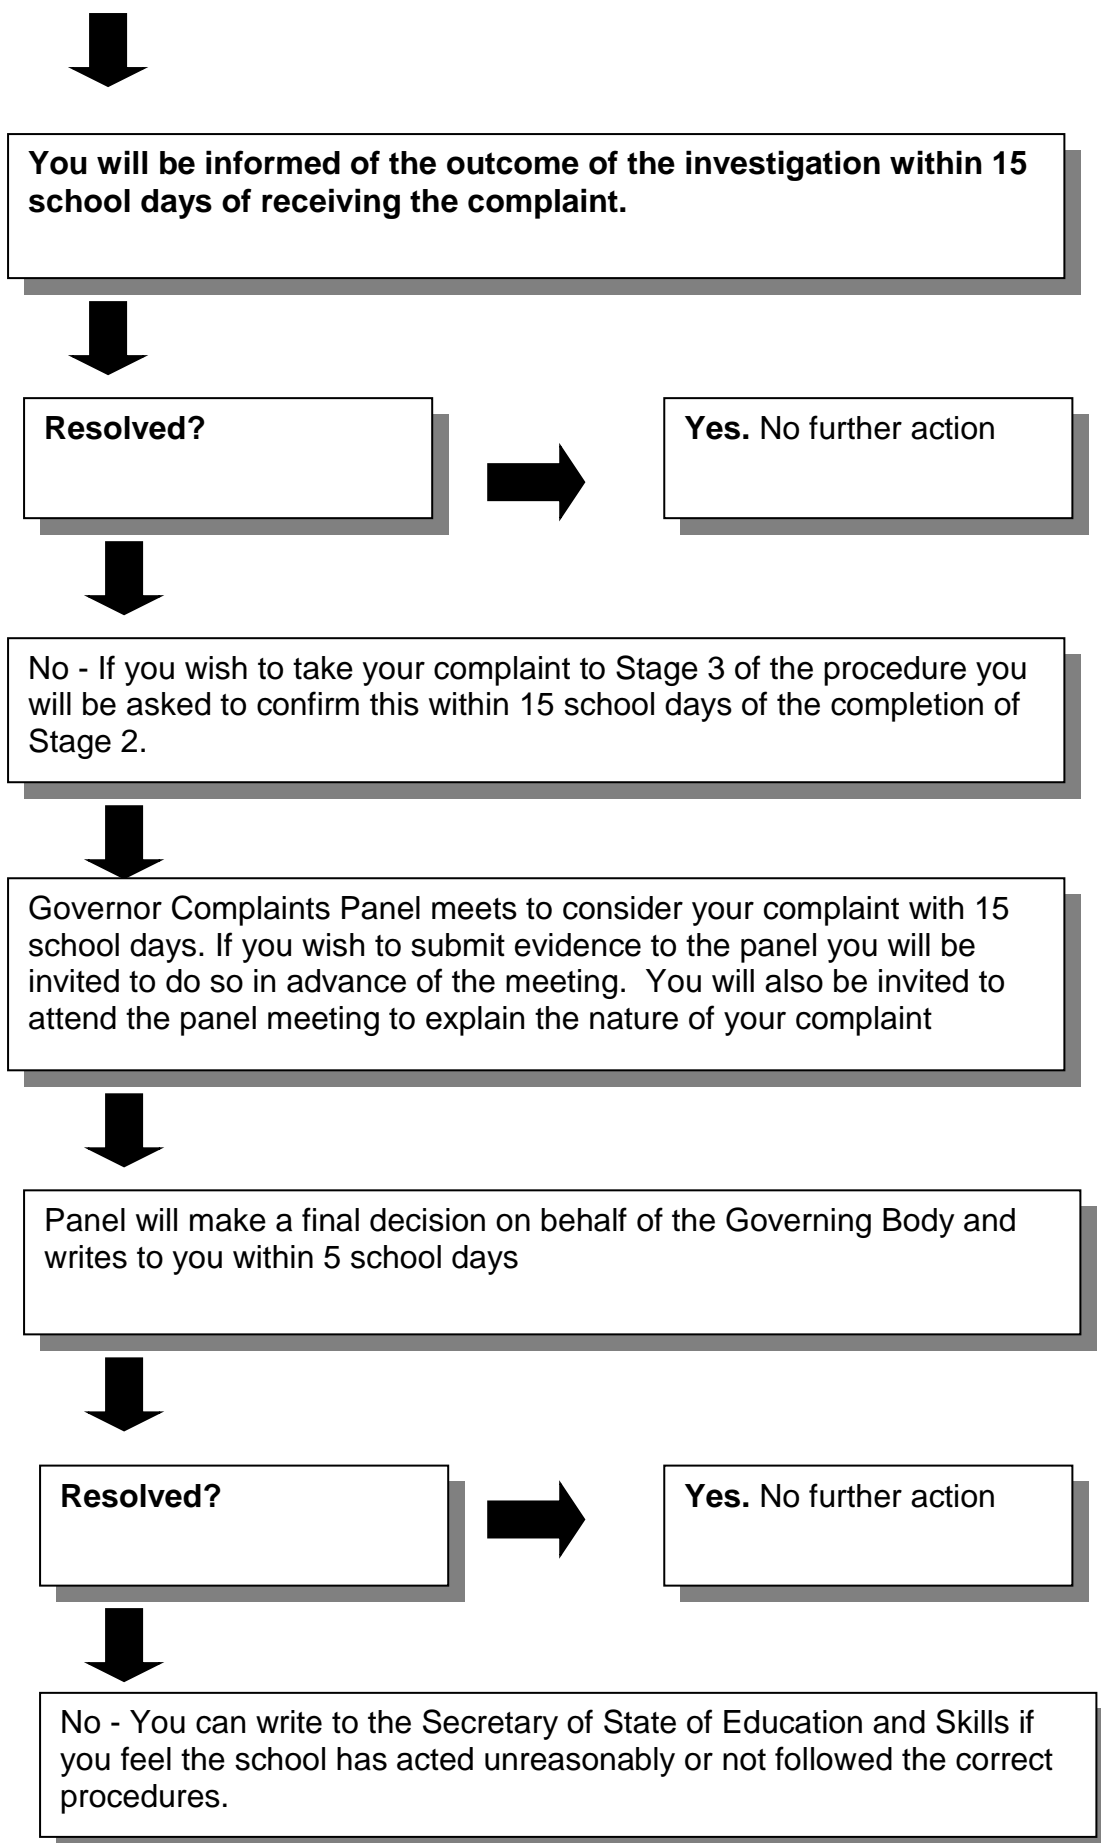 You will be informed of the outcome of the investigation within 15
school days of receiving the complaint.
Resolved?
Yes. No further action
No - If you wish to take your complaint to Stage 3 of the procedure you
will be asked to confirm this within 15 school days of the completion of
Stage 2.
Governor Complaints Panel meets to consider your complaint with 15
school days. If you wish to submit evidence to the panel you will be
invited to do so in advance of the meeting.  You will also be invited to
attend the panel meeting to explain the nature of your complaint
Panel will make a final decision on behalf of the Governing Body and
writes to you within 5 school days
Resolved?
Yes. No further action
No - You can write to the Secretary of State of Education and Skills if
you feel the school has acted unreasonably or not followed the correct
procedures.